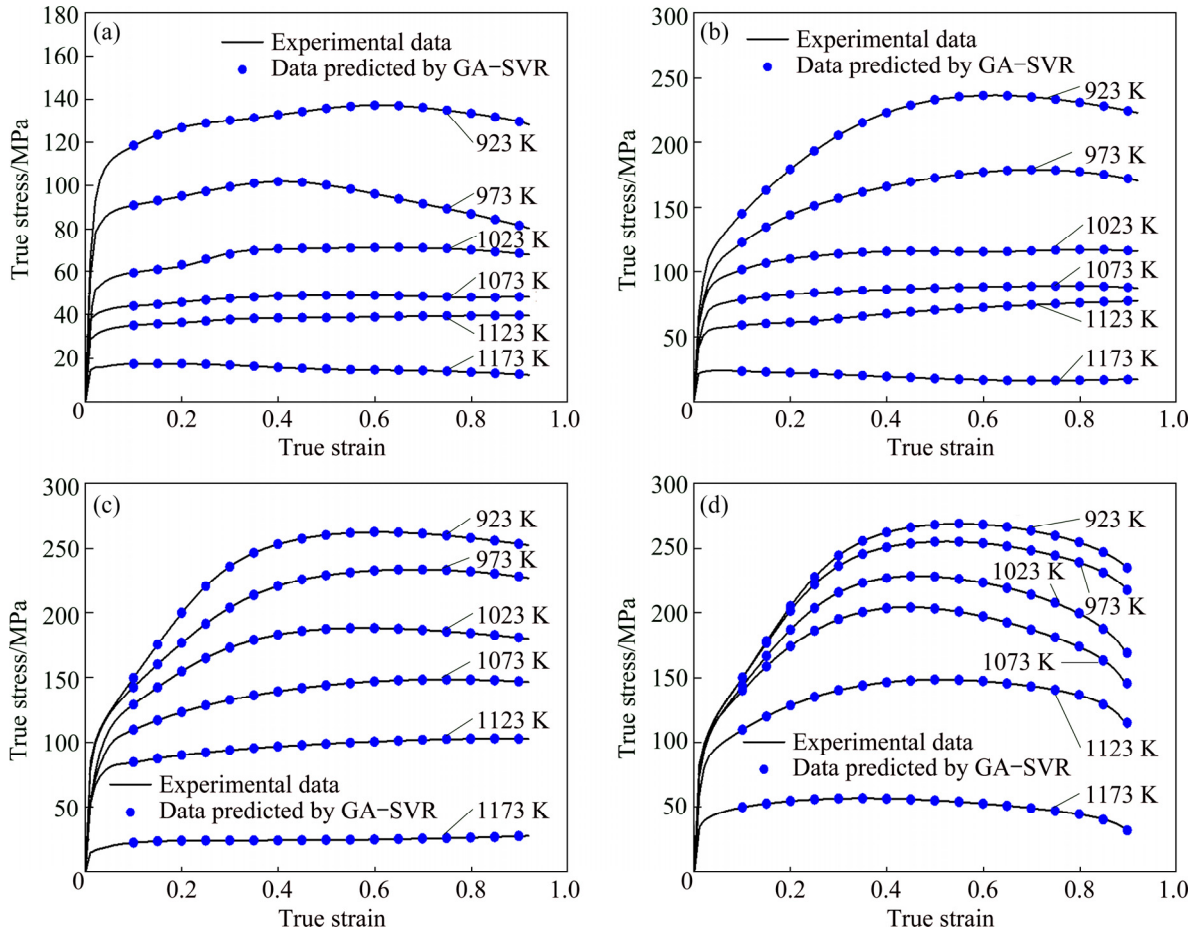 180
(a)
Experimental data
Data predicted by GA−SVR
160
140
120
100
80
60
40
20
0
923 K
973 K
1023 K
1073 K
1123 K
1173 K
0.2
0.4
0.6
0.8
1.0
True strain
True stress/MPa
300
(b)
Experimental data
Data predicted by GA−SVR
250
200
150
100
50
0
923 K
973 K
1023 K
1073 K
1123 K
1173 K
0.2
0.4
0.6
0.8
1.0
True strain
True stress/MPa
300
(c)
250
200
150
100
50
0
923 K
973 K
1023 K
1073 K
1123 K
Experimental data
Data predicted by GA−SVR
1173 K
0.2
0.4
0.6
0.8
1.0
True strain
True stress/MPa
300
(d)
250
200
150
100
50
0
923 K
1023 K
973 K
1073 K
1123 K
Experimental data
Data predicted by GA−SVR
1173 K
0.2
0.4
0.6
0.8
1.0
True strain
True stress/MPa